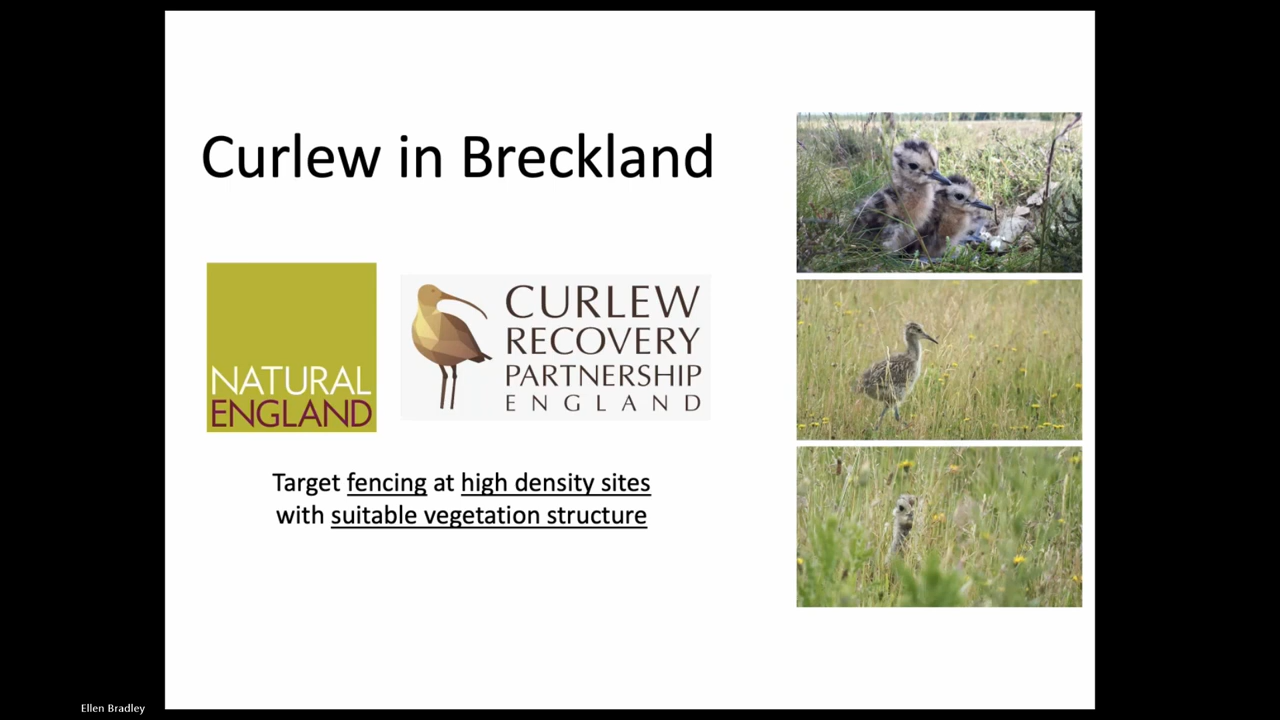 Curlew in Breckland
NATURAL
ENGLAND
CURLEW
RECOVERY
PARTNERSHIP
ENGLAND
Target fencing at high density sites
with suitable vegetation structure
Ellen Bradley